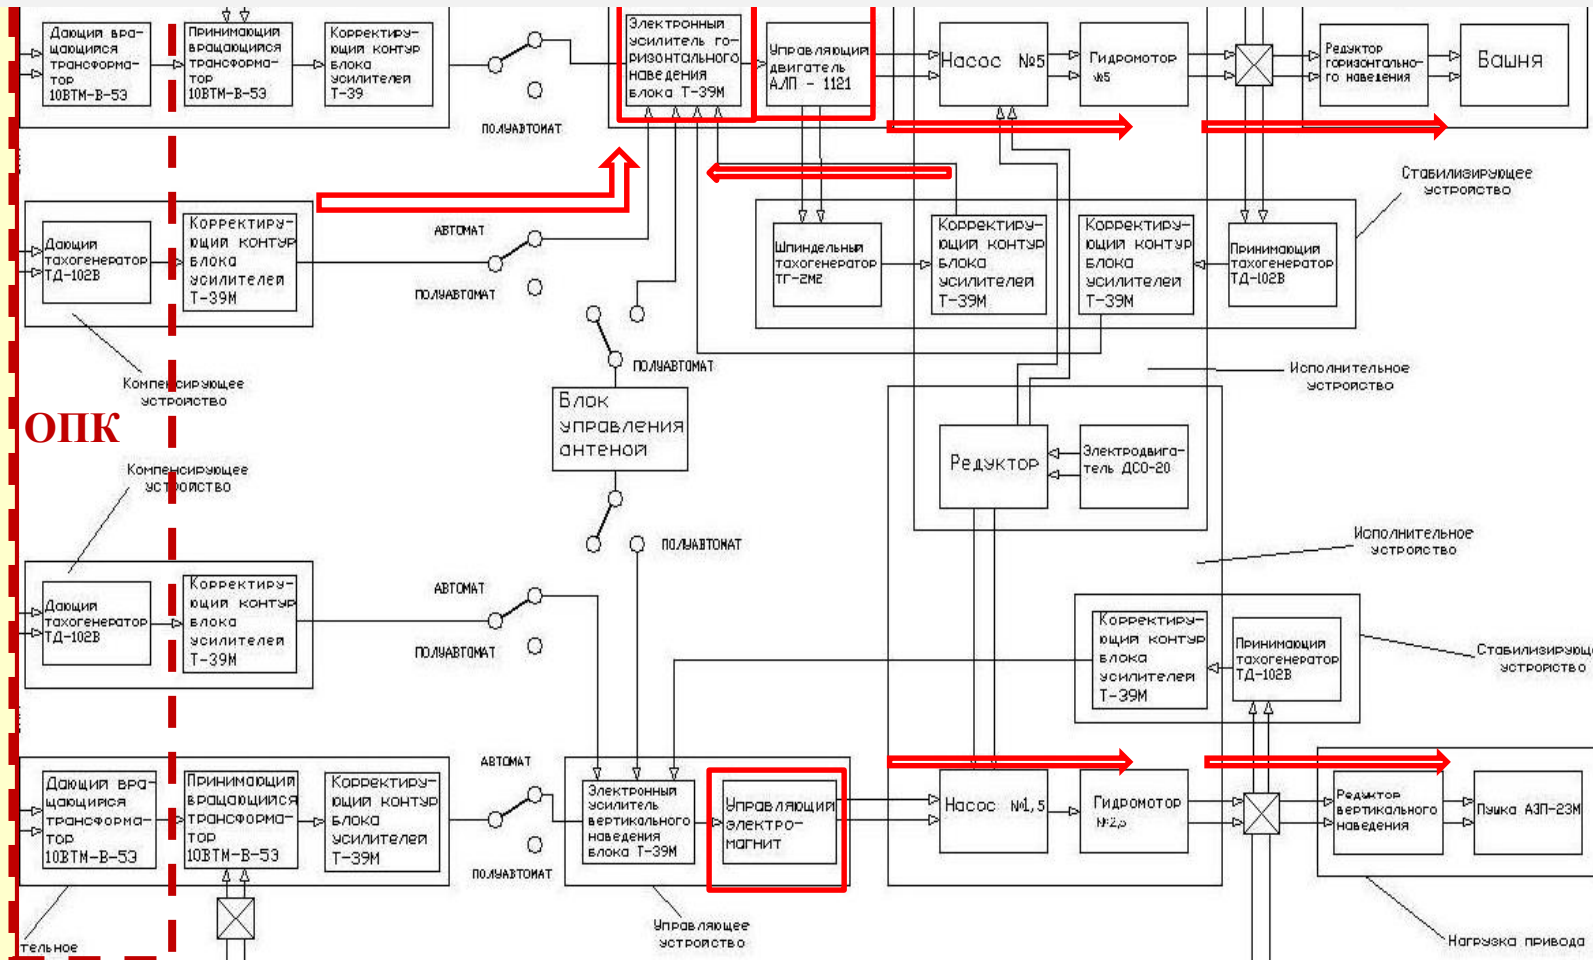 Дающий вра-
щающийся
трансформа-
тор
10ВТМ-В-53
Принимающий
вращающийся
трансформа-
тор
10ВТМ-В-53
Корректиру-
ющий контур
блока
усилителей
Т-39
ПОЛУАВТОМАТ
Электронный
усилитель го-
ризонтального
наведения
блока Т-39М
Управляющий
двигатель
АЛП - 1121
Насос №5
Гидромотор
№5
Редуктор
горизонтально-
го наведения
Башня
Стабилизирующее
устройство
Дающий
тахогенератор
ТД-102В
Корректиру-
ющий контур
блока
усилителей
Т-39М
АВТОМАТ
ПОЛУАВТОМАТ
Шпиндельный
тахогенератор
ТГ-2М2
Корректиру-
ющий контур
блока
усилителей
Т-39М
Корректиру-
ющий контур
блока
усилителей
Т-39М
Принимающий
тахогенератор
ТД-102В
Компенсирующее
устройство
ПОЛУАВТОМАТ
Исполнительное
устройство
ОПК
Блок
управления
антеной
Редуктор
Электродвига-
тель ДСО-20
Компенсирующее
устройство
ПОЛУАВТОМАТ
Исполнительное
устройство
Дающий
тахогенератор
ТД-102В
Корректиру-
ющий контур
блока
усилителей
Т-39М
АВТОМАТ
ПОЛУАВТОМАТ
Корректиру-
ющий контур
блока
усилителей
Т-39М
Принимающий
тахогенератор
ТД-102В
Стабилизирующе
устройство
Дающий вра-
щающийся
трансформа-
тор
10ВТМ-В-53
Принимающий
вращающийся
трансформа-
тор
10ВТМ-В-53
Корректиру-
ющий контур
блока
усилителей
Т-39М
АВТОМАТ
ПОЛУАВТОМАТ
Электронный
усилитель
вертикального
наведения
блока Т-39М
Управляющий
электро-
магнит
Насос №1,5
Гидромотор
№2,5
Редуктор
вертикального
наведения
Пушка АЗП-23М
тельное
Управляющее
устройство
Нагрузка привода